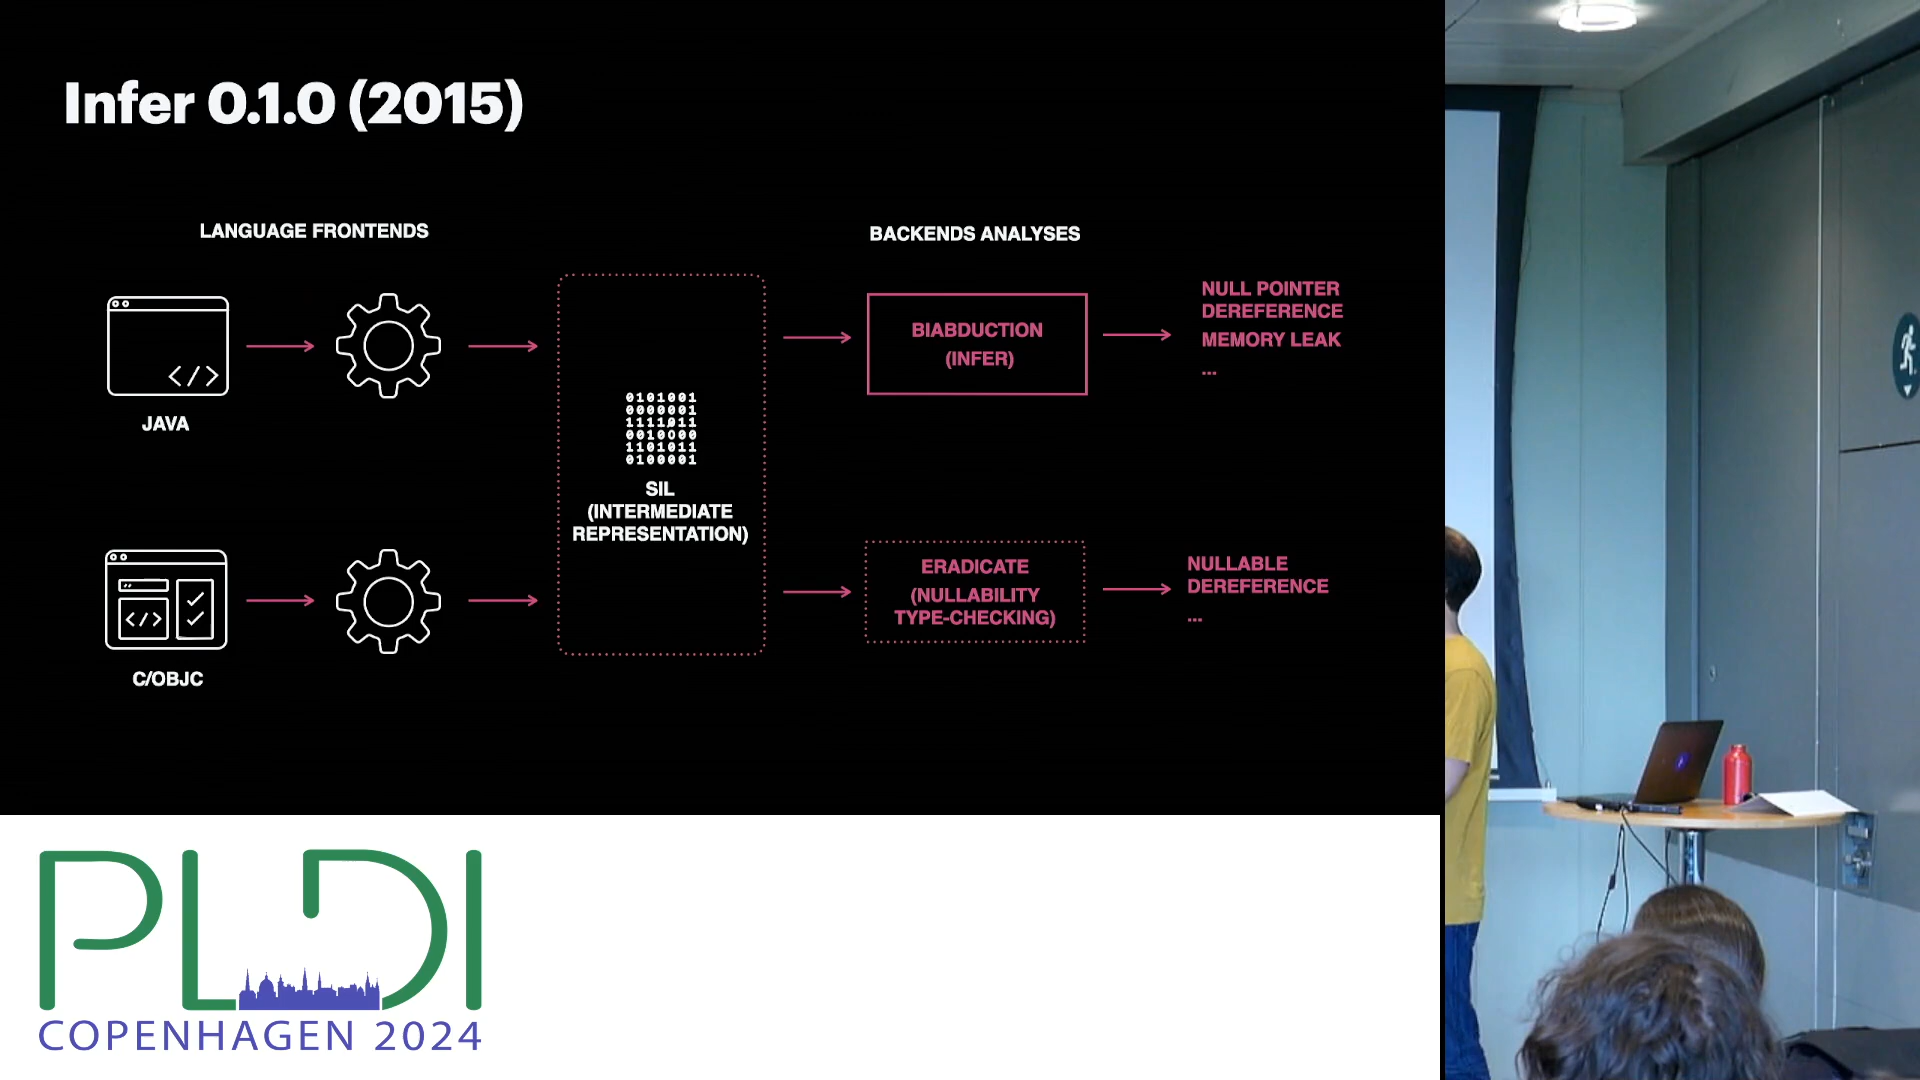 Infer 0.1.0 (2015)
LANGUAGE FRONTENDS
BACKENDS ANALYSES
</>
JAVA
</>
C/OBJC
0101001
0000001
1111011
0010000
1101011
0100001
SIL
(INTERMEDIATE
REPRESENTATION)
BIABDUCTION
(INFER)
NULL POINTER
DEREFERENCE
MEMORY LEAK
...
ERADICATE
(NULLABILITY
TYPE-CHECKING)
NULLABLE
DEREFERENCE
...
PLDI
COPENHAGEN 2024